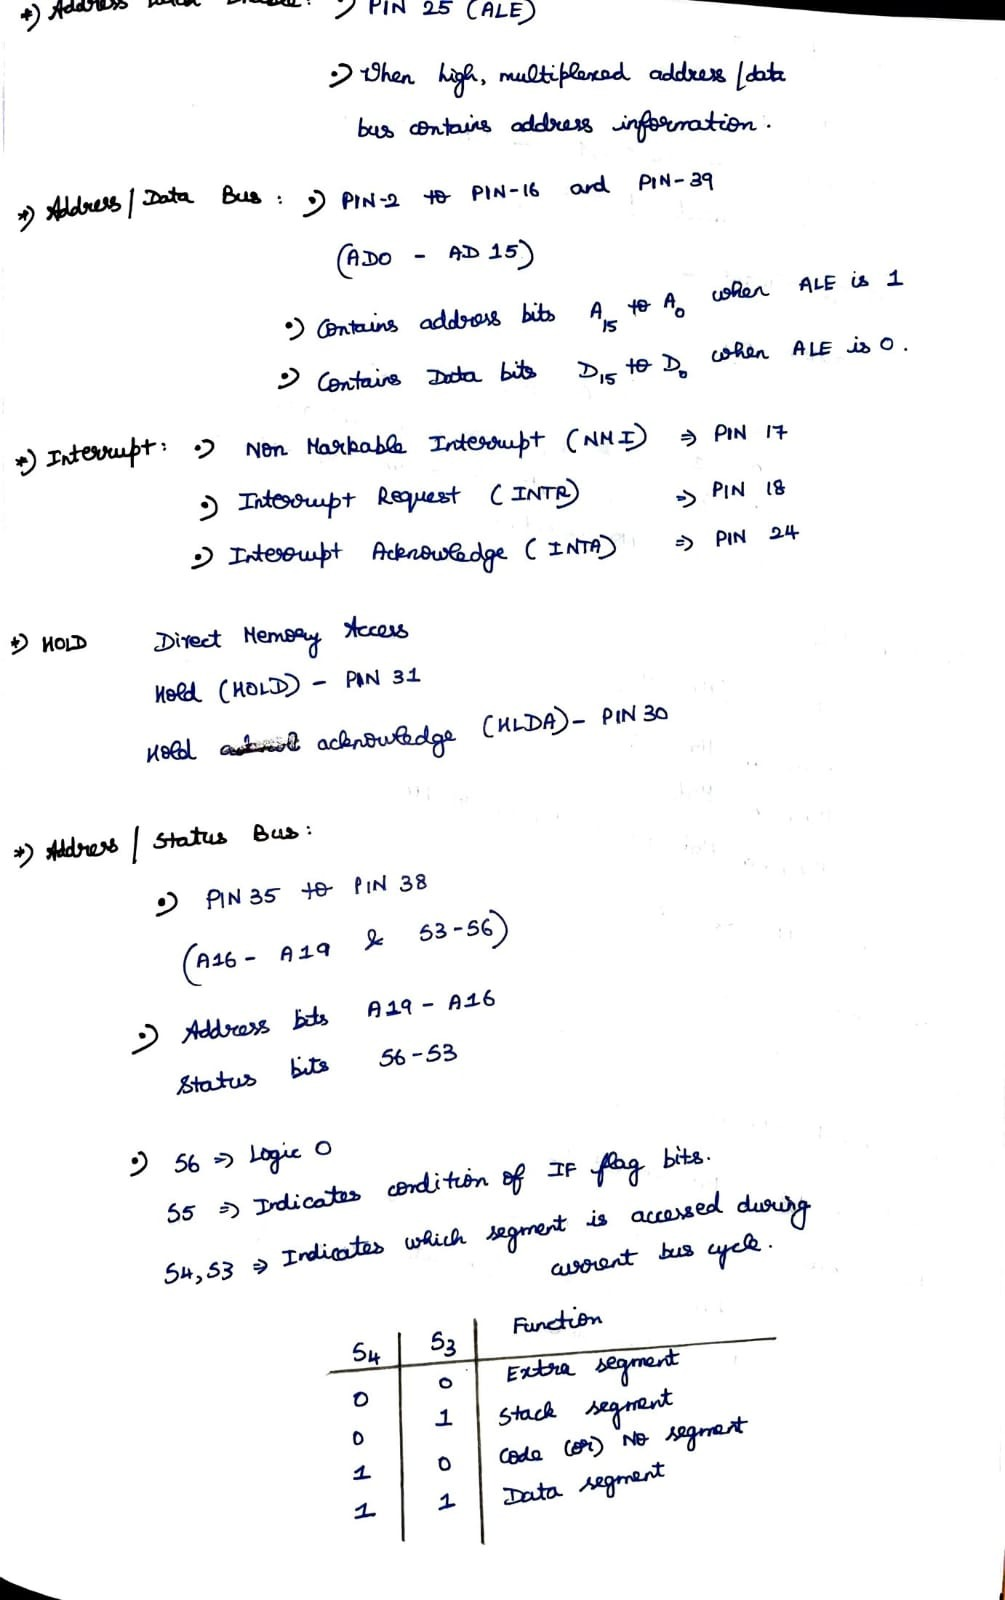 *) Address Latch Enable : •) PIN 25 (ALE)
•) When high, multiplexed address / data
bus contains address information.
*) Address / Data Bus : •) PIN-2 to PIN-16 and PIN-39
(AD0 - AD 15)
•) Contains address bits A15 to A0 when ALE is 1
•) Contains Data bits D15 to D0 when ALE is 0.
*) Interrupt : •) Non Markable Interrupt (NMI) ⇒ PIN 17
•) Interrupt Request (INTR) ⇒ PIN 18
•) Interrupt Acknowledge (INTA) ⇒ PIN 24
*) HOLD Direct Memory Access
Hold (HOLD) - PIN 31
Hold acknowledge (HLDA) - PIN 30
*) Address / Status Bus :
•) PIN 35 to PIN 38
(A16 - A19 & S3-S6)
•) Address bits A19 - A16
Status bits S6-S3
•) S6 ⇒ Logic 0
S5 ⇒ Indicates condition of IF flag bits.
S4, S3 ⇒ Indicates which segment is accessed during
current bus cycle.
S4 S3 Function
0 0 Extra segment
0 1 Stack segment
1 0 Code (or) No segment
1 1 Data segment